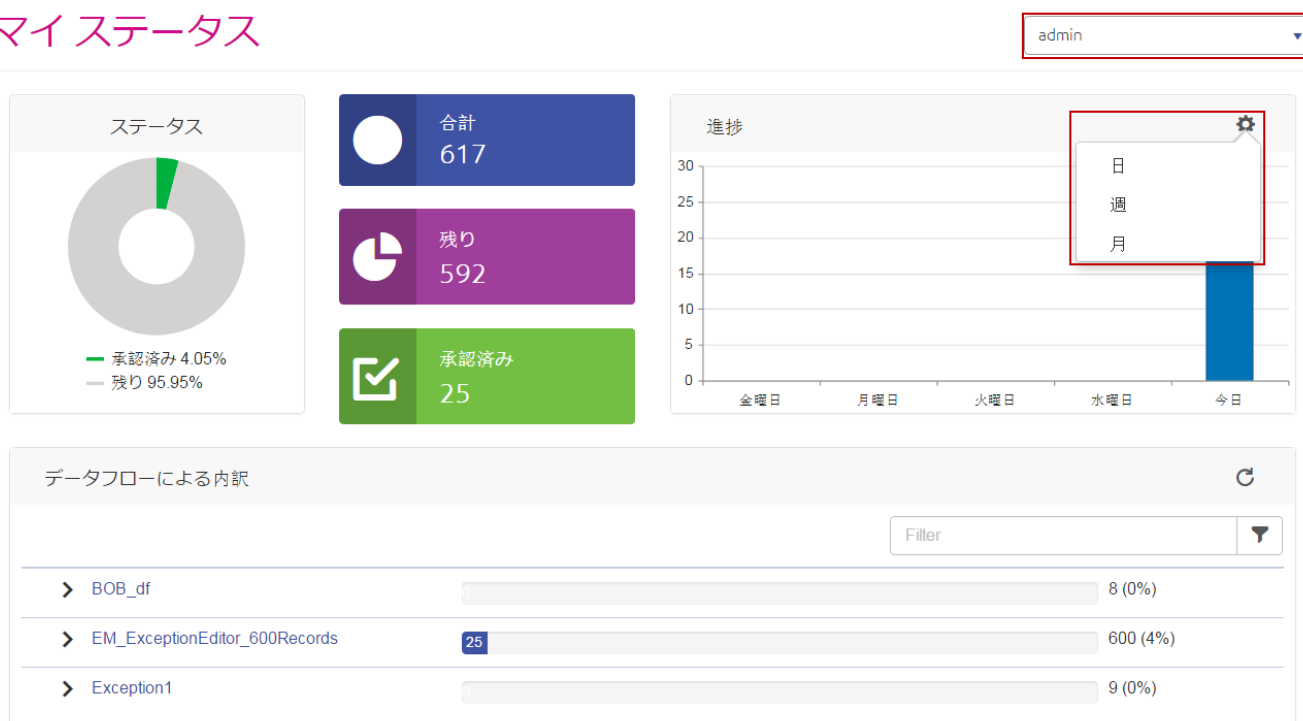 マイ ステータス
admin
ステータス
承認済み 4.05%
残り 95.95%
合計
617
残り
592
承認済み
25
進捗
日
週
月
30
25
20
15
10
5
0
金曜日
月曜日
火曜日
水曜日
今日
データフローによる内訳
Filter
BOB_df
0
8 (0%)
EM_ExceptionEditor_600Records
25
600 (4%)
Exception1
0
9 (0%)